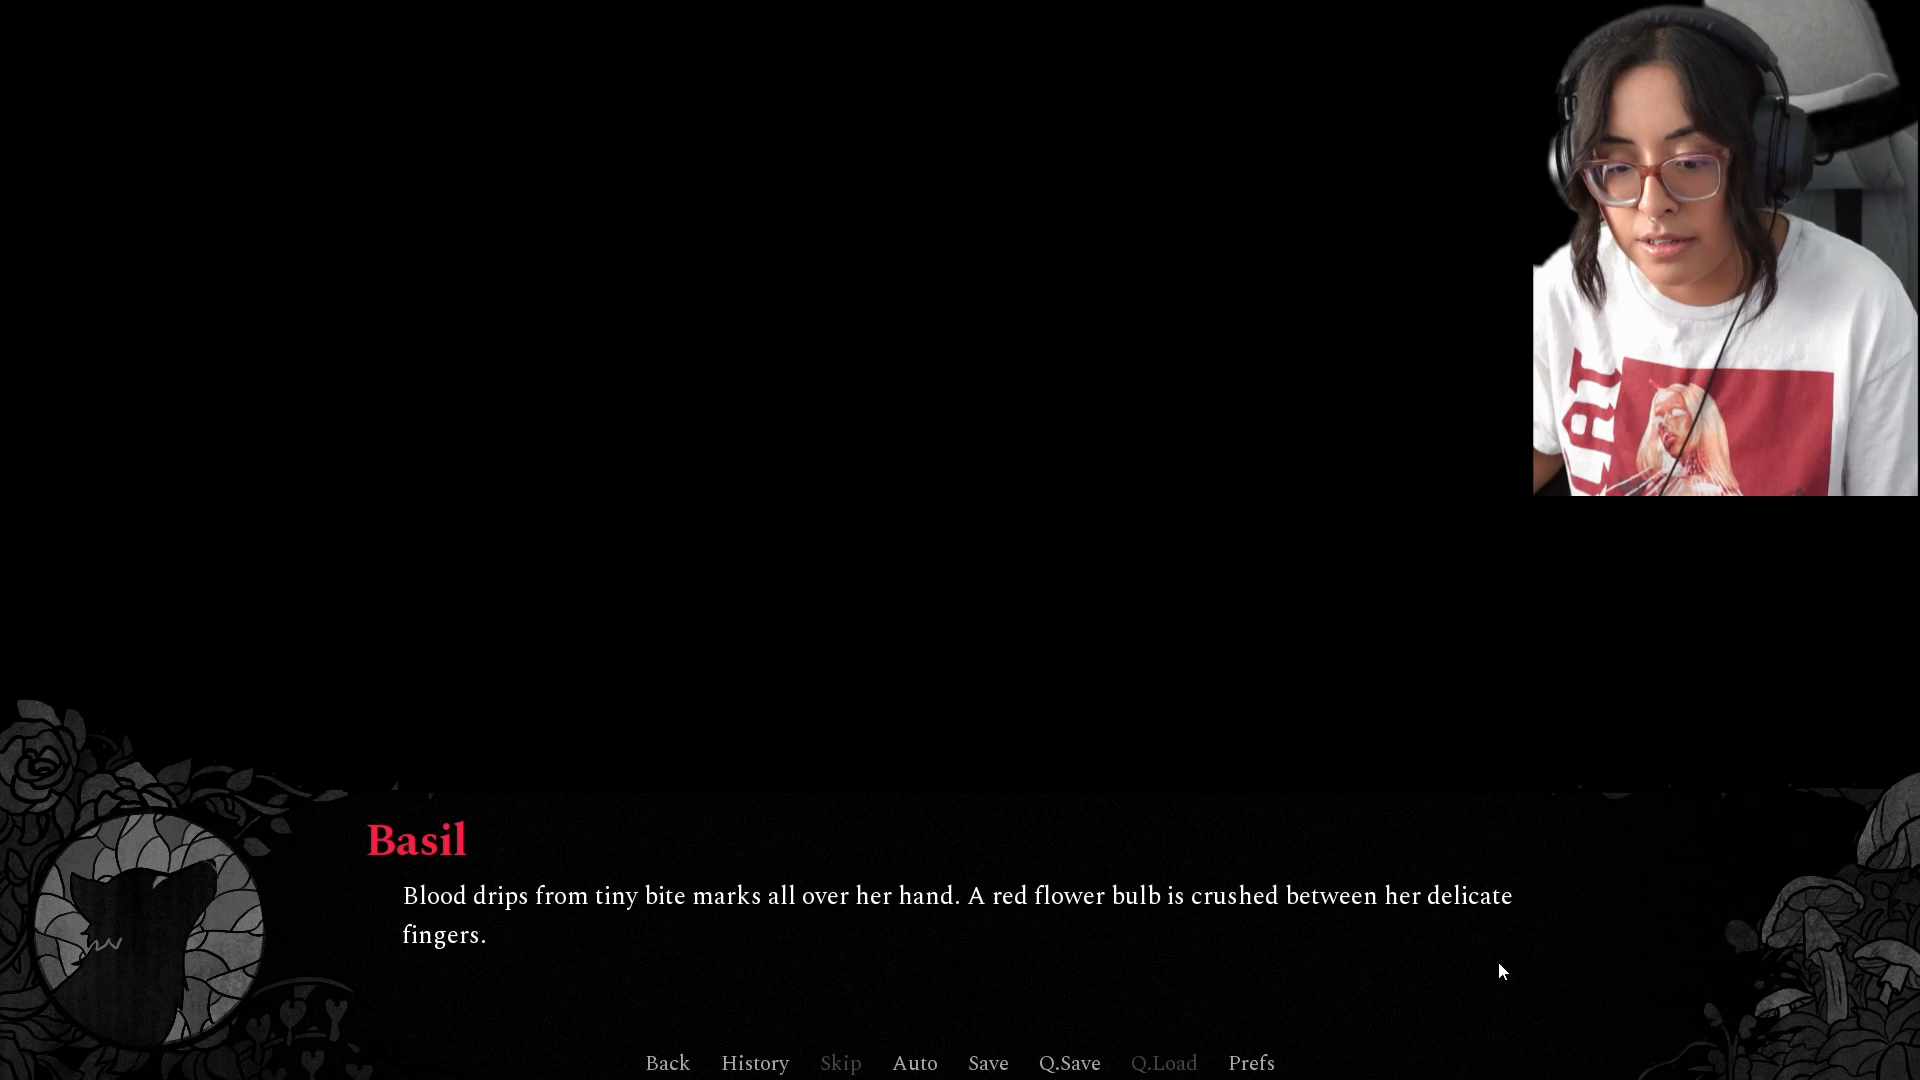 Basil
Blood drips from tiny bite marks all over her hand. A red flower bulb is crushed between her delicate
fingers.
Back History Skip Auto Save Q.Save Q.Load Prefs